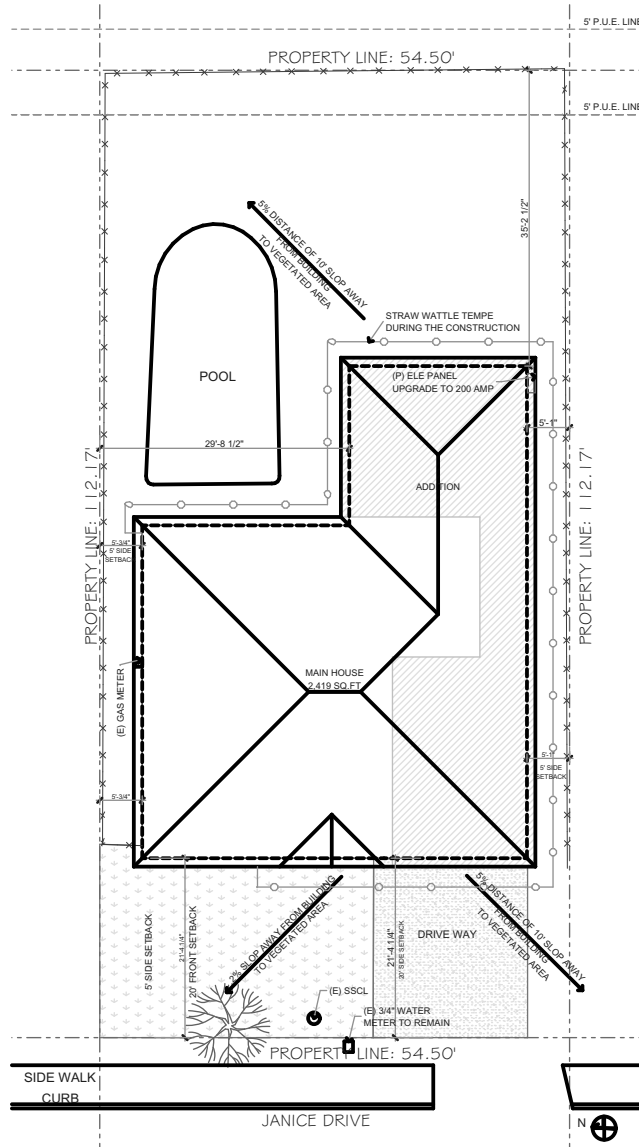 5' P.U.E. LINE
PROPERTY LINE: 54.50'
5' P.U.E. LINE
35'-2 1/2"
5% DISTANCE OF 10' SLOP AWAY
FROM BUILDING
TO VEGETATED AREA
STRAW WATTLE TEMPE
DURING THE CONSTRUCTION
POOL
(P) ELE PANEL
UPGRADE TO 200 AMP
5'-1"
29'-8 1/2"
PROPERTY LINE: 112.17'
ADDITION
PROPERTY LINE: 112.17'
5'-3/4"
5' SIDE
SETBACK
(E) GAS METER
MAIN HOUSE
2,419 SQ.FT
5'-1"
5' SIDE
SETBACK
5'-3/4"
5' SIDE SETBACK
21'-4 1/4"
20' FRONT SETBACK
2% SLOP AWAY FROM BUILDING
TO VEGETATED AREA
21'-4 1/4"
20' SIDE SETBACK
DRIVE WAY
5% DISTANCE OF 10' SLOP AWAY
FROM BUILDING
TO VEGETATED AREA
(E) SSCL
(E) 3/4" WATER
METER TO REMAIN
PROPERTY LINE: 54.50'
SIDE WALK
CURB
JANICE DRIVE
N